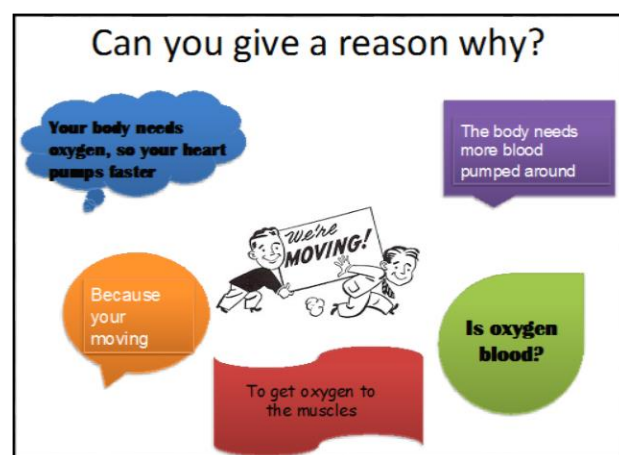 Can you give a reason why?
Your body needs
oxygen, so your heart
pumps faster
The body needs
more blood
pumped around
We're
MOVING!
Because
your
moving
Is oxygen
blood?
To get oxygen to
the muscles